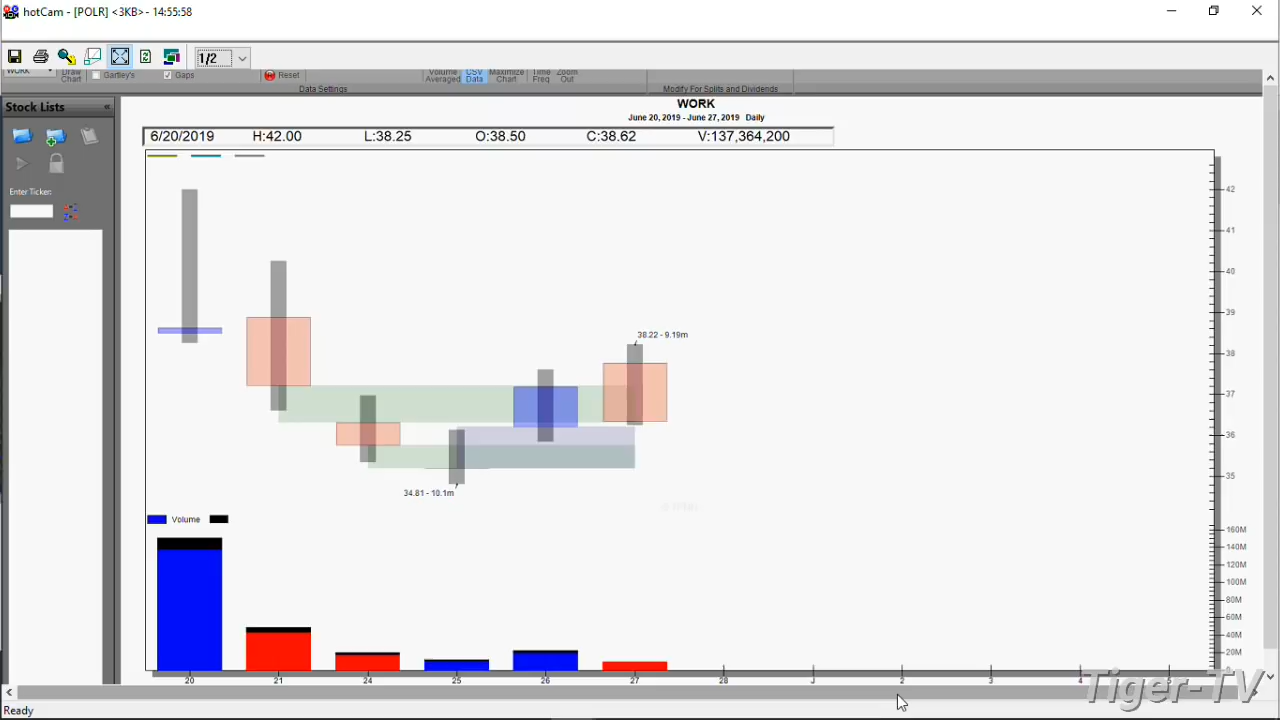 hotCam - [POLR] <3KB> - 14:55:58
1/2
WORK Draw Chart Gartley's Gaps Reset Volume Averaged CSV Data Maximize Chart Time Freq Zoom Out
Data Settings Modify For Splits and Dividends
Stock Lists «
WORK
June 20, 2019 - June 27, 2019 Daily
6/20/2019 H:42.00 L:38.25 O:38.50 C:38.62 V:137,364,200
Enter Ticker:
42
41
40
39
38.22 - 9.19m
38
37
36
35
34.81 - 10.1m
Volume
160M
140M
120M
100M
80M
60M
40M
20M
20 21 24 25 26 27 28 J 2 3 4 5
Tiger-TV
Ready